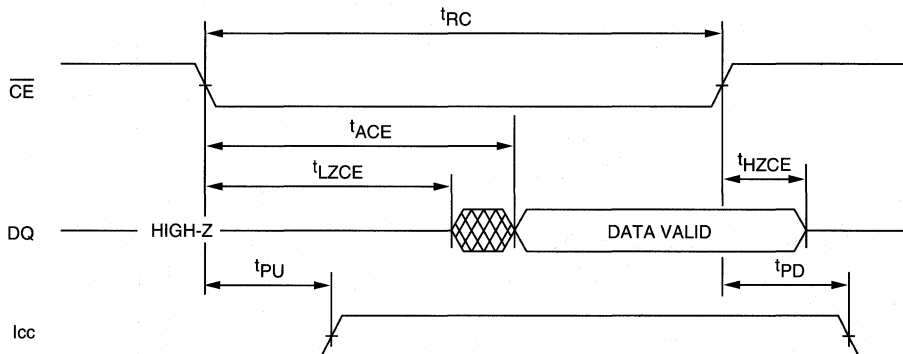 tRC
CE
tACE
tLZCE
tHZCE
DQ
HIGH-Z
DATA VALID
tPU
tPD
Icc